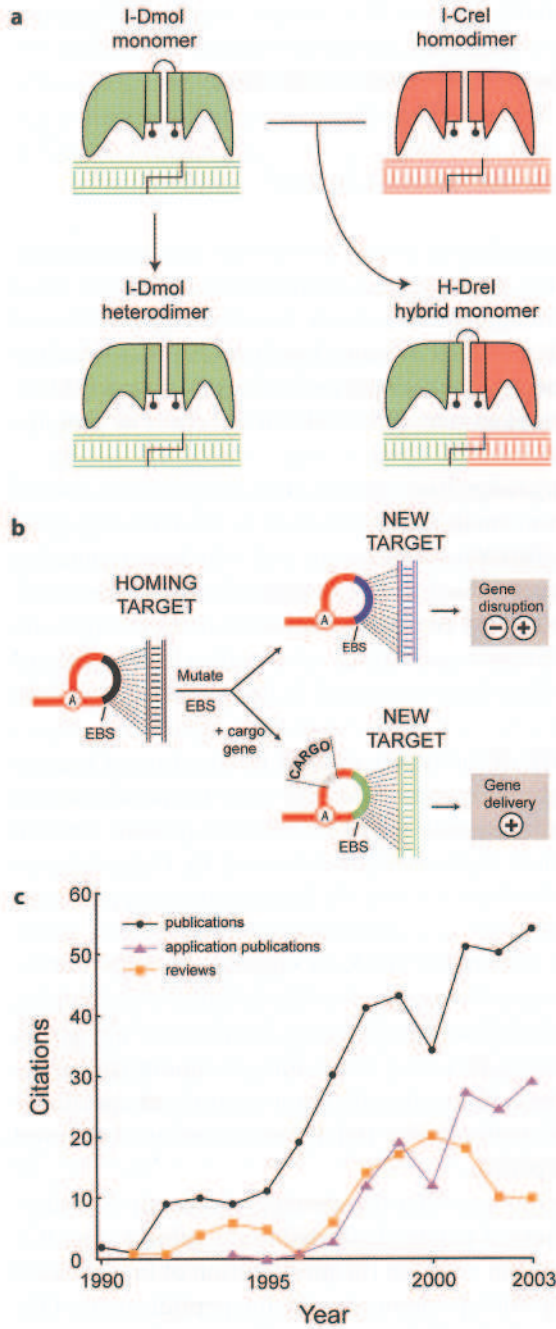 a
I-DmoI
monomer
I-CreI
homodimer
I-DmoI
heterodimer
H-DreI
hybrid monomer
b
HOMING
TARGET
A
EBS
Mutate
EBS
+ cargo
gene
NEW
TARGET
A
EBS
Gene
disruption
− +
NEW
TARGET
CARGO
A
EBS
Gene
delivery
+
c
60
50
40
30
20
10
0
Citations
publications
application publications
reviews
1990
1995
2000
2003
Year